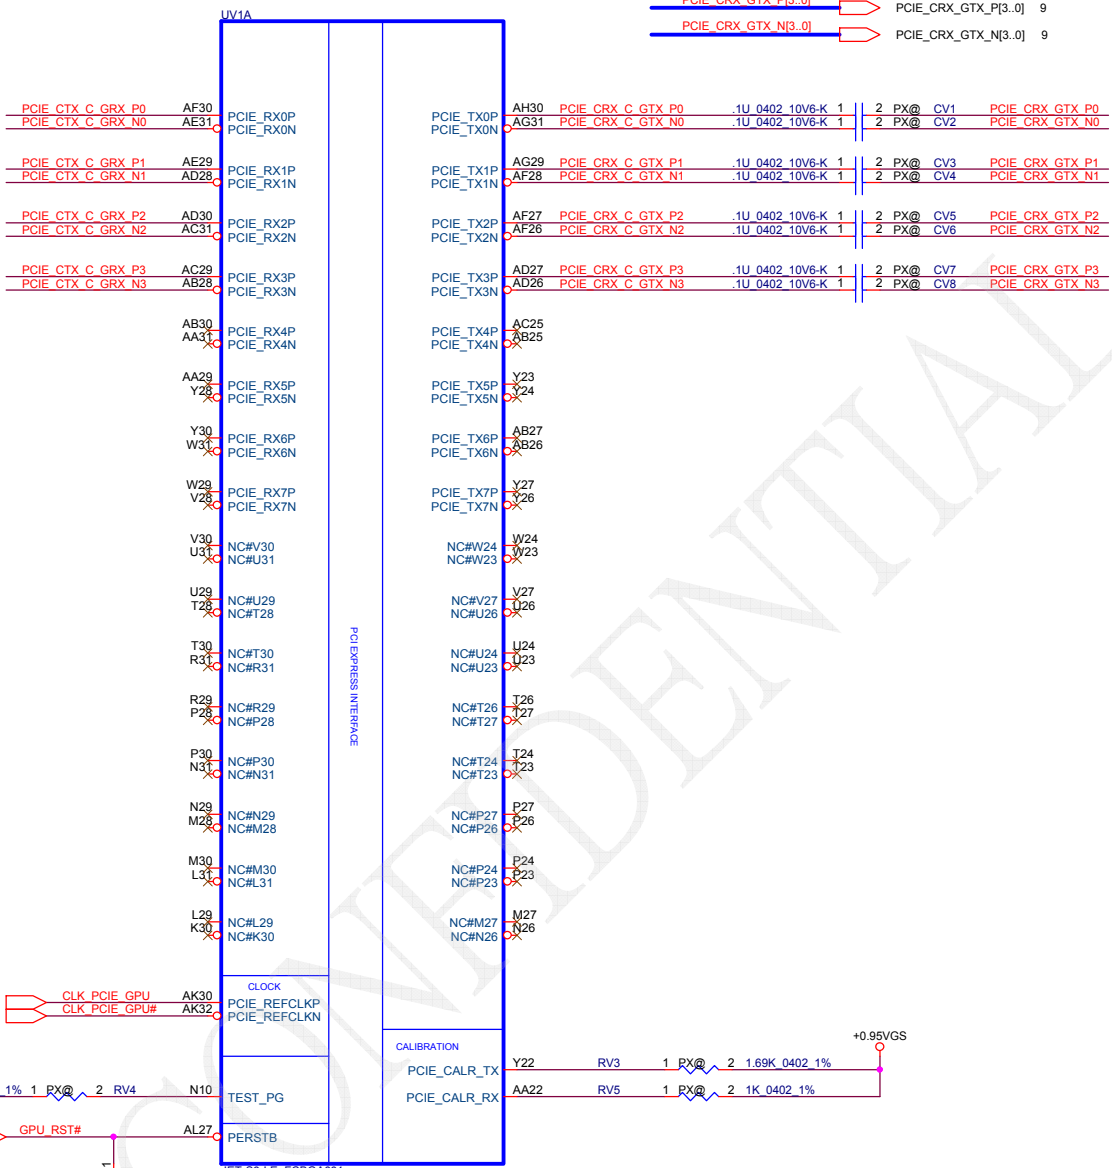 UV1A
PCIE_CRX_GTX_P[3..0] PCIE_CRX_GTX_P[3..0] 9
PCIE_CRX_GTX_N[3..0] PCIE_CRX_GTX_N[3..0] 9
PCIE_CTX_C_GRX_P0 AF30 PCIE_RX0P PCIE_TX0P AH30 PCIE_CRX_C_GTX_P0 .1U_0402_10V6-K 1 2 PX@ CV1 PCIE_CRX_GTX_P0
PCIE_CTX_C_GRX_N0 AE31 PCIE_RX0N PCIE_TX0N AG31 PCIE_CRX_C_GTX_N0 .1U_0402_10V6-K 1 2 PX@ CV2 PCIE_CRX_GTX_N0
PCIE_CTX_C_GRX_P1 AE29 PCIE_RX1P PCIE_TX1P AG29 PCIE_CRX_C_GTX_P1 .1U_0402_10V6-K 1 2 PX@ CV3 PCIE_CRX_GTX_P1
PCIE_CTX_C_GRX_N1 AD28 PCIE_RX1N PCIE_TX1N AF28 PCIE_CRX_C_GTX_N1 .1U_0402_10V6-K 1 2 PX@ CV4 PCIE_CRX_GTX_N1
PCIE_CTX_C_GRX_P2 AD30 PCIE_RX2P PCIE_TX2P AF27 PCIE_CRX_C_GTX_P2 .1U_0402_10V6-K 1 2 PX@ CV5 PCIE_CRX_GTX_P2
PCIE_CTX_C_GRX_N2 AC31 PCIE_RX2N PCIE_TX2N AF26 PCIE_CRX_C_GTX_N2 .1U_0402_10V6-K 1 2 PX@ CV6 PCIE_CRX_GTX_N2
PCIE_CTX_C_GRX_P3 AC29 PCIE_RX3P PCIE_TX3P AD27 PCIE_CRX_C_GTX_P3 .1U_0402_10V6-K 1 2 PX@ CV7 PCIE_CRX_GTX_P3
PCIE_CTX_C_GRX_N3 AB28 PCIE_RX3N PCIE_TX3N AD26 PCIE_CRX_C_GTX_N3 .1U_0402_10V6-K 1 2 PX@ CV8 PCIE_CRX_GTX_N3
AB30 PCIE_RX4P PCIE_TX4P AC25
AA31 PCIE_RX4N PCIE_TX4N AB25
AA29 PCIE_RX5P PCIE_TX5P Y23
Y28 PCIE_RX5N PCIE_TX5N Y24
Y30 PCIE_RX6P PCIE_TX6P AB27
W31 PCIE_RX6N PCIE_TX6N AB26
W29 PCIE_RX7P PCIE_TX7P Y27
V28 PCIE_RX7N PCIE_TX7N Y26
V30 NC#V30 NC#W24 W24
U31 NC#U31 NC#W23 W23
U29 NC#U29 NC#V27 V27
T28 NC#T28 NC#U26 U26
T30 NC#T30 NC#U24 U24
R31 NC#R31 NC#U23 U23
PCI EXPRESS INTERFACE
R29 NC#R29 NC#T26 T26
P28 NC#P28 NC#T27 T27
P30 NC#P30 NC#T24 T24
N31 NC#N31 NC#T23 T23
N29 NC#N29 NC#P27 P27
M28 NC#M28 NC#P26 P26
M30 NC#M30 NC#P24 P24
L31 NC#L31 NC#P23 P23
L29 NC#L29 NC#M27 M27
K30 NC#K30 NC#N26 N26
CLOCK
CLK_PCIE_GPU AK30 PCIE_REFCLKP
CLK_PCIE_GPU# AK32 PCIE_REFCLKN
+0.95VGS
CALIBRATION
PCIE_CALR_TX Y22 RV3 1 PX@ 2 1.69K_0402_1%
_1% 1 PX@ 2 RV4 N10 TEST_PG PCIE_CALR_RX AA22 RV5 1 PX@ 2 1K_0402_1%
GPU_RST# AL27 PERSTB
1
CONFIDENTIAL